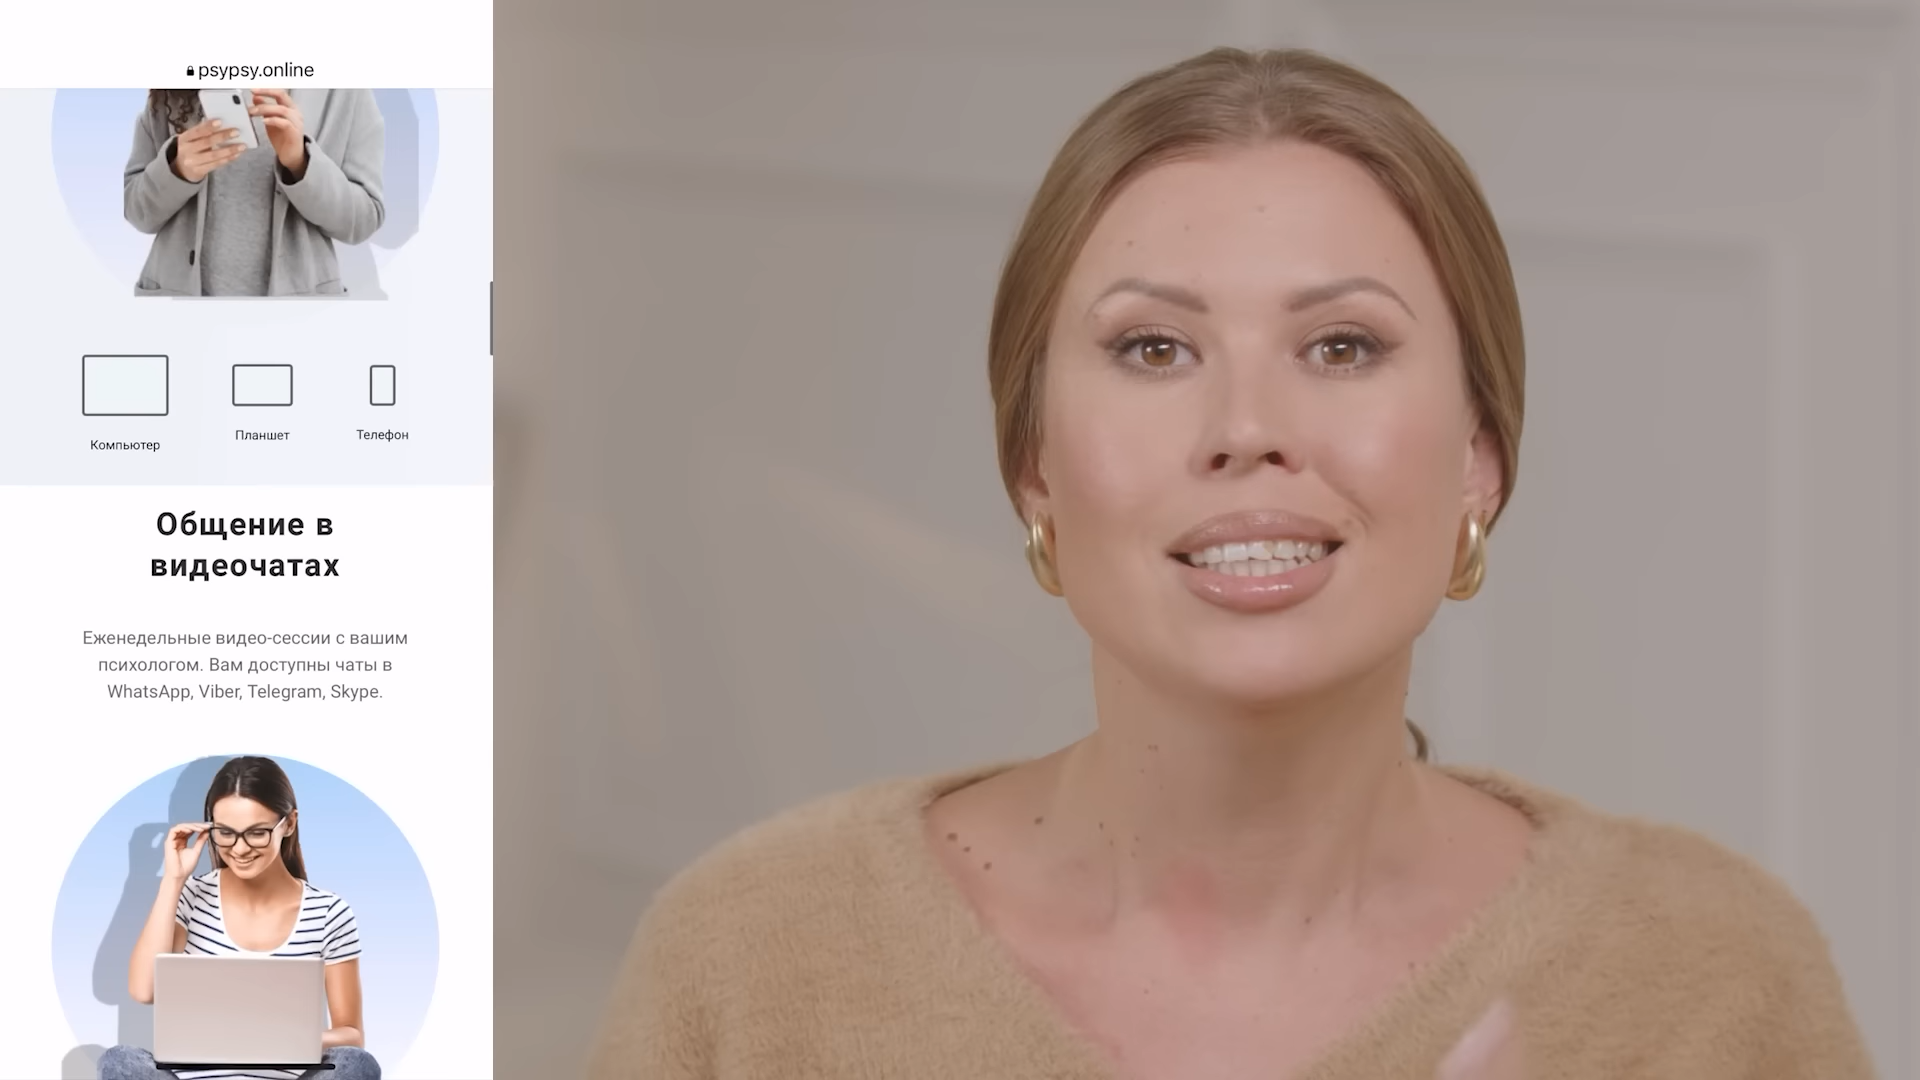 psypsy.online
Компьютер
Планшет
Телефон
Общение в
видеочатах
Еженедельные видео-сессии с вашим
психологом. Вам доступны чаты в
WhatsApp, Viber, Telegram, Skype.